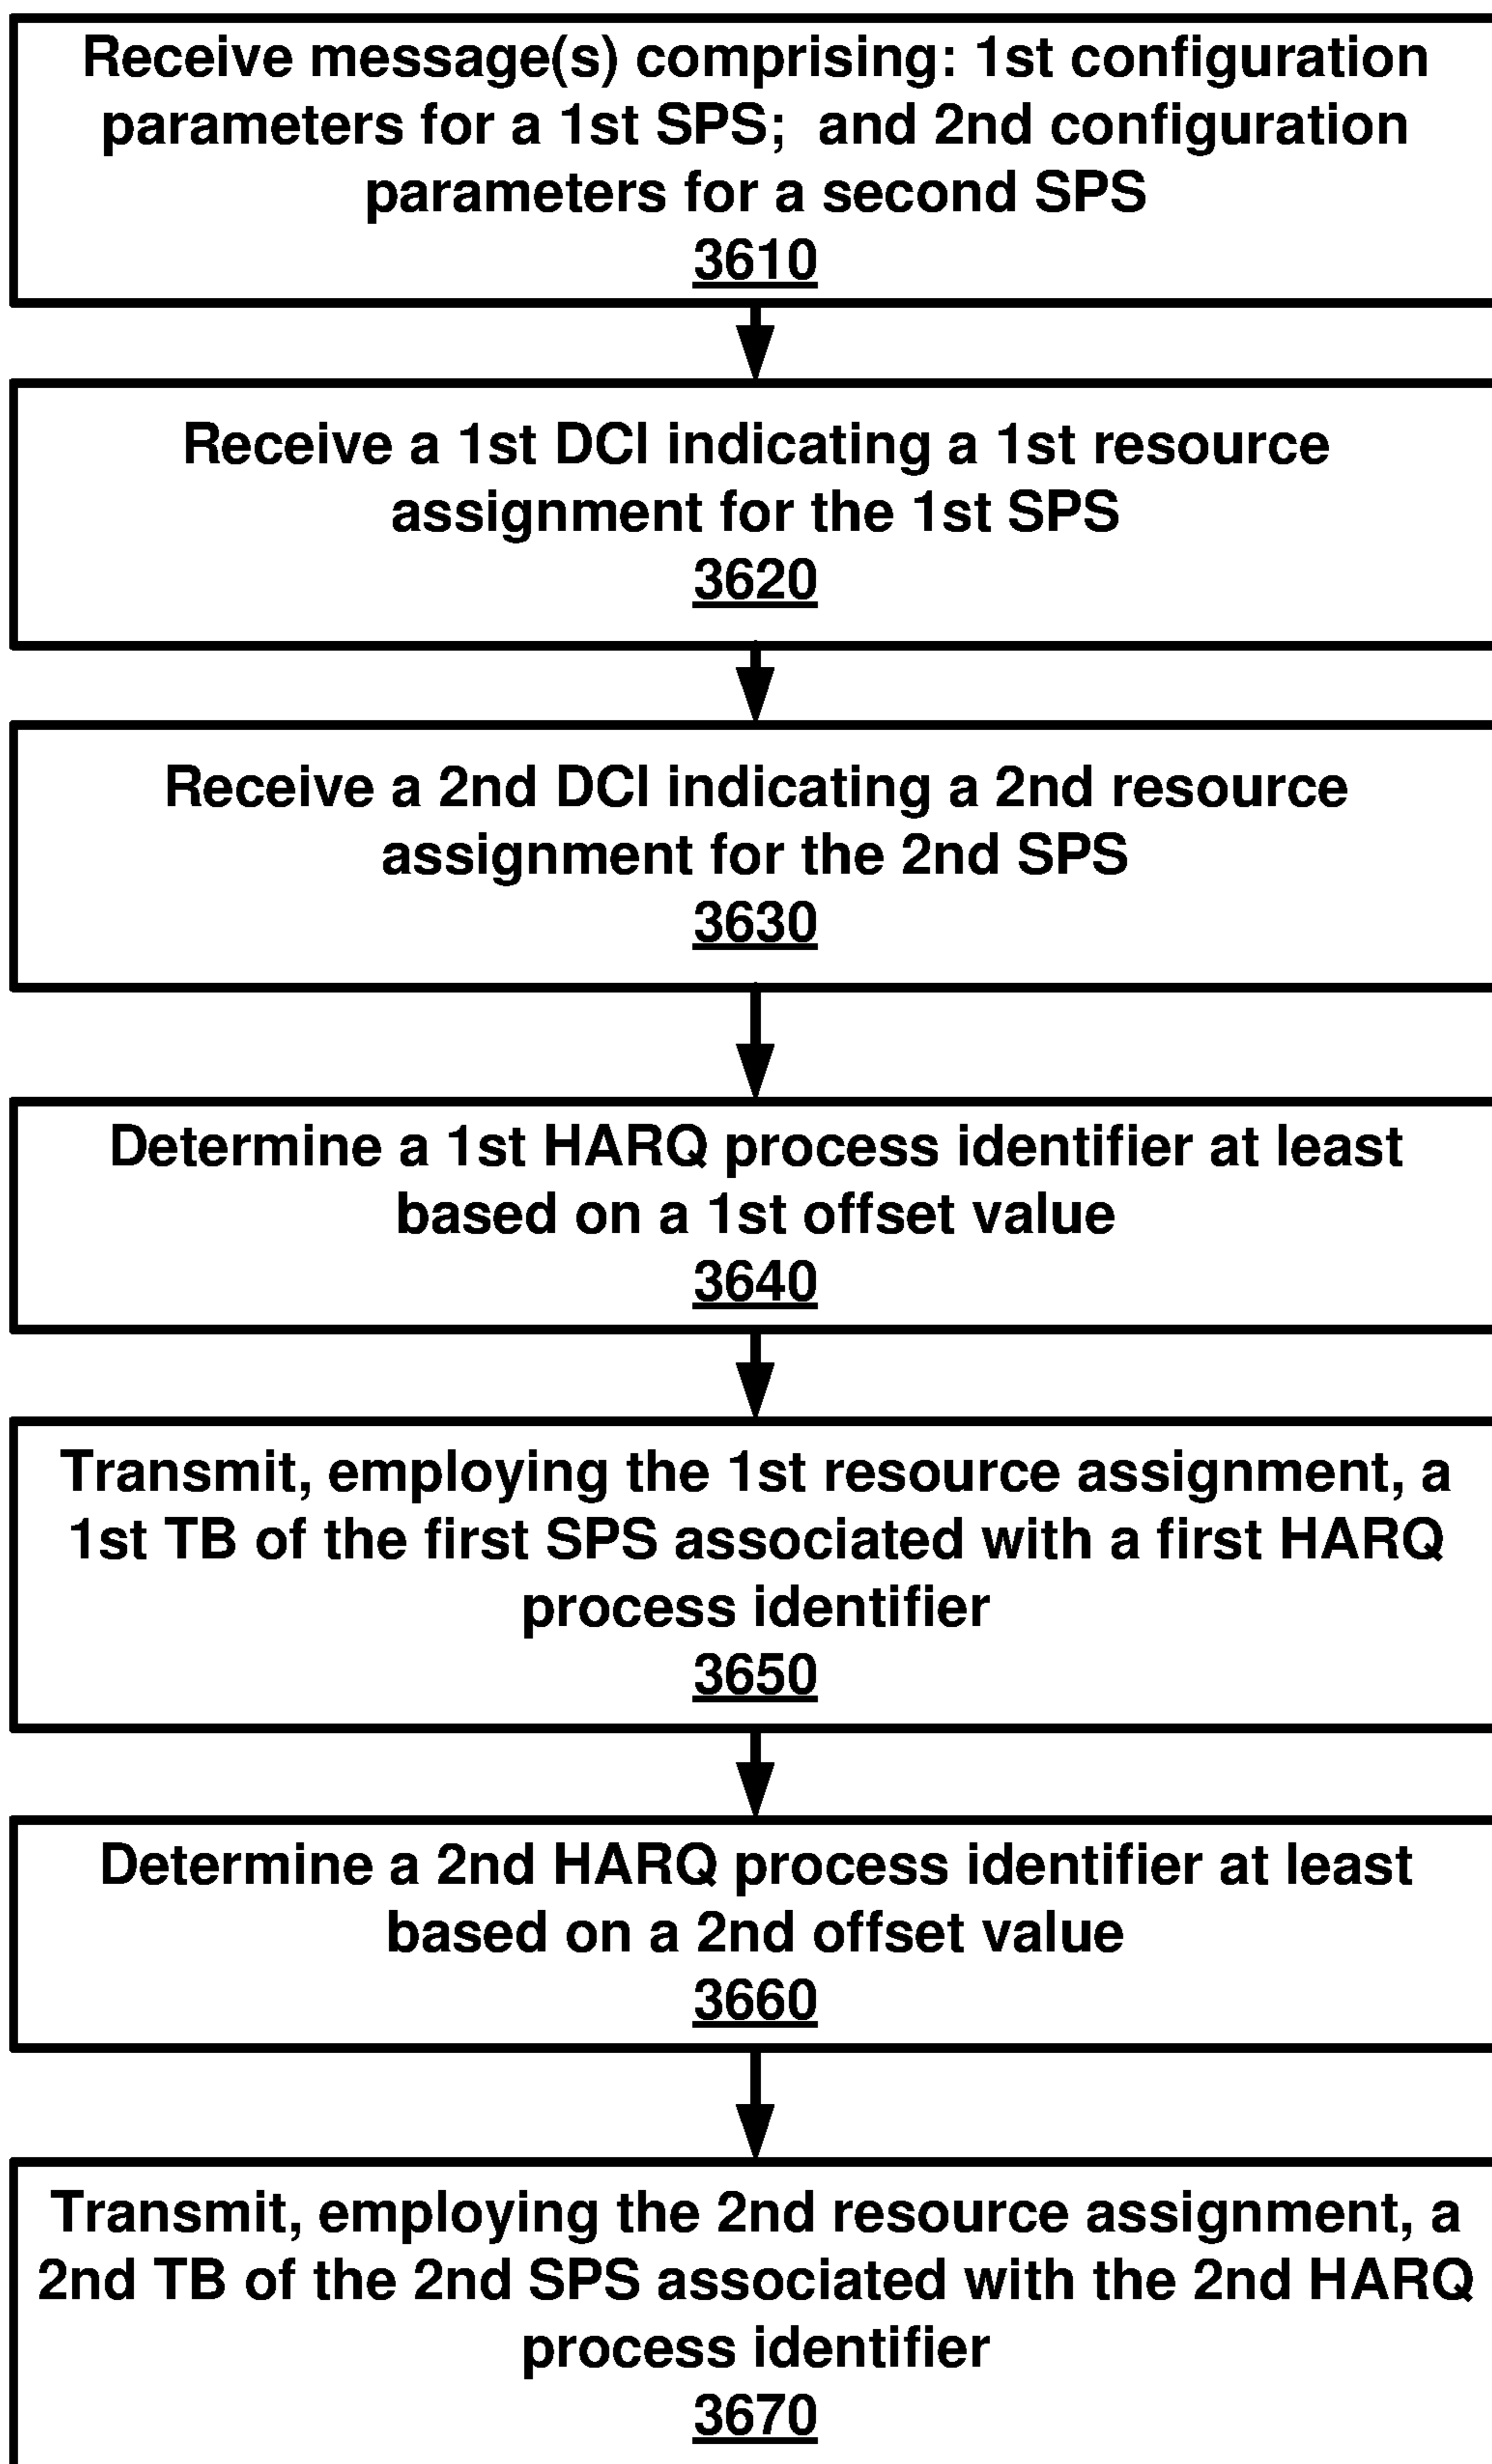 Receive message(s) comprising: 1st configuration
parameters for a 1st SPS;  and 2nd configuration
parameters for a second SPS
3610
Receive a 1st DCI indicating a 1st resource
assignment for the 1st SPS
3620
Receive a 2nd DCI indicating a 2nd resource
assignment for the 2nd SPS
3630
Determine a 1st HARQ process identifier at least
based on a 1st offset value
3640
Transmit, employing the 1st resource assignment, a
1st TB of the first SPS associated with a first HARQ
process identifier
3650
Determine a 2nd HARQ process identifier at least
based on a 2nd offset value
3660
Transmit, employing the 2nd resource assignment, a
2nd TB of the 2nd SPS associated with the 2nd HARQ
process identifier
3670